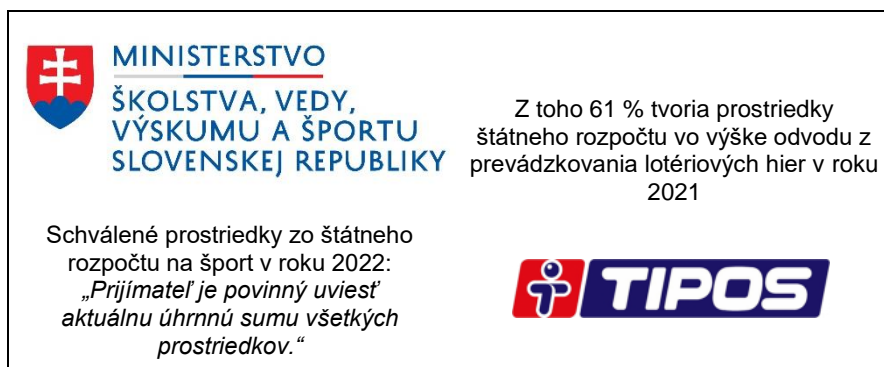 MINISTERSTVO
ŠKOLSTVA, VEDY,
VÝSKUMU A ŠPORTU
SLOVENSKEJ REPUBLIKY
Schválené prostriedky zo štátneho
rozpočtu na šport v roku 2022:
„Prijímateľ je povinný uviesť
aktuálnu úhrnnú sumu všetkých
prostriedkov.“
Z toho 61 % tvoria prostriedky
štátneho rozpočtu vo výške odvodu z
prevádzkovania lotériových hier v roku
2021
TIPOS